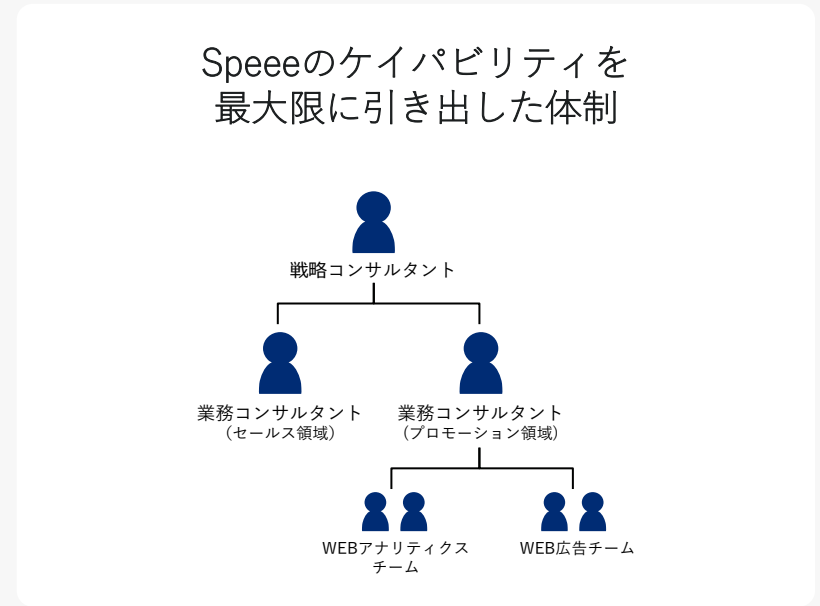 Speeeのケイパビリティを
最大限に引き出した体制
戦略コンサルタント
業務コンサルタント
（セールス領域）
業務コンサルタント
（プロモーション領域）
WEBアナリティクス
チーム
WEB広告チーム